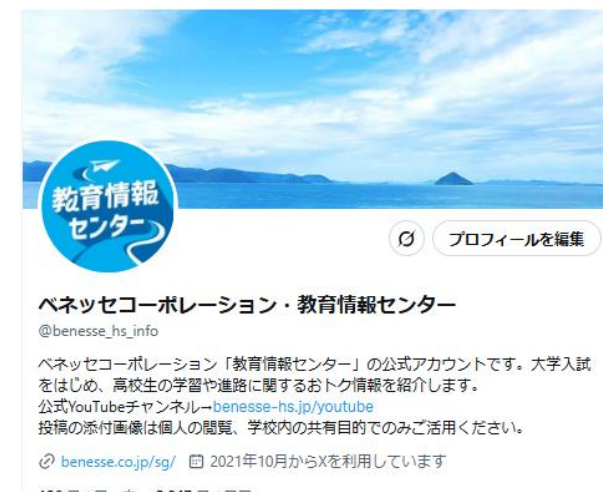 教育情報
センター
プロフィールを編集
ベネッセコーポレーション・教育情報センター
@benesse_hs_info
ベネッセコーポレーション「教育情報センター」の公式アカウントです。大学入試
をはじめ、高校生の学習や進路に関するおトク情報を紹介します。
公式YouTubeチャンネル→benesse-hs.jp/youtube
投稿の添付画像は個人の閲覧、学校内の共有目的でのみご活用ください。
benesse.co.jp/sg/ 2021年10月からXを利用しています